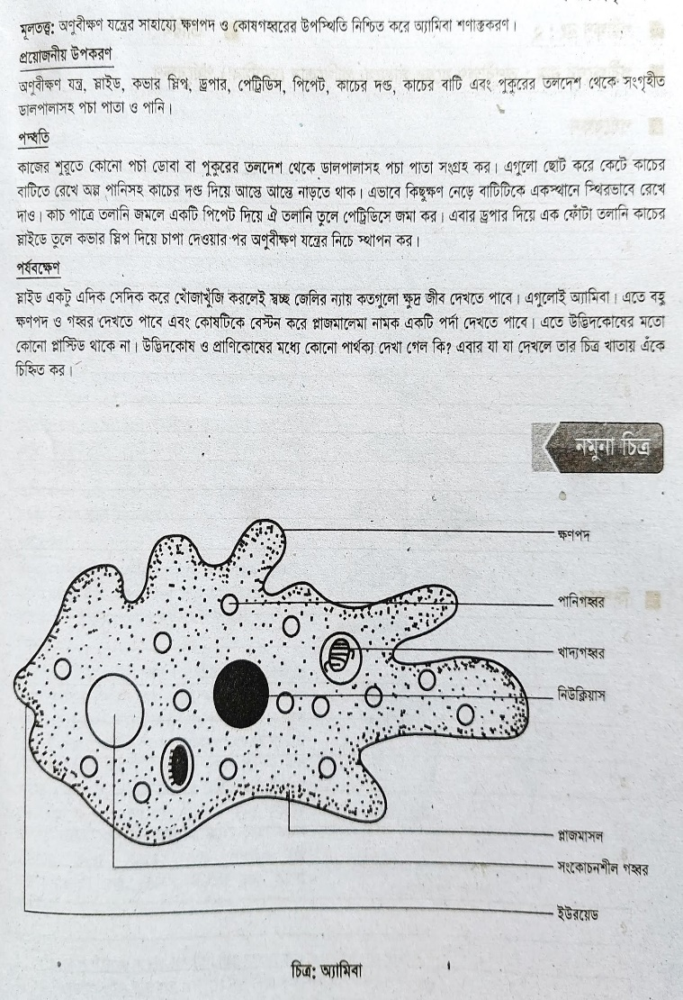 মূলতত্ত্ব: অণুবীক্ষণ যন্ত্রের সাহায্যে ক্ষণপদ ও কোষগহ্বরের উপস্থিতি নিশ্চিত করে অ্যামিবা শনাক্তকরণ।
প্রয়োজনীয় উপকরণ
অণুবীক্ষণ যন্ত্র, স্লাইড, কভার স্লিপ, ড্রপার, পেট্রিডিস, পিপেট, কাচের দণ্ড, কাচের বাটি এবং পুকুরের তলদেশ থেকে সংগৃহীত
ডালপালাসহ পচা পাতা ও পানি।
পদ্ধতি
কাজের শুরুতে কোনো পচা ডোবা বা পুকুরের তলদেশ থেকে ডালপালাসহ পচা পাতা সংগ্রহ কর। এগুলো ছোট করে কেটে কাচের
বাটিতে রেখে অল্প পানিসহ কাচের দণ্ড দিয়ে আস্তে আস্তে নাড়তে থাক। এভাবে কিছুক্ষণ নেড়ে বাটিটিকে একস্থানে স্থিরভাবে রেখে
দাও। কাচ পাত্রে তলানি জমলে একটি পিপেট দিয়ে ঐ তলানি তুলে পেট্রিডিসে জমা কর। এবার ড্রপার দিয়ে এক ফোঁটা তলানি কাচের
স্লাইডে তুলে কভার স্লিপ দিয়ে চাপা দেওয়ার পর অণুবীক্ষণ যন্ত্রের নিচে স্থাপন কর।
পর্যবেক্ষণ
স্লাইড একটু এদিক সেদিক করে খোঁজাখুঁজি করলেই স্বচ্ছ জেলির ন্যায় কতগুলো ক্ষুদ্র জীব দেখতে পাবে। এগুলোই অ্যামিবা। এতে বহু
ক্ষণপদ ও গহ্বর দেখতে পাবে এবং কোষটিকে বেস্টন করে প্লাজমালেমা নামক একটি পর্দা দেখতে পাবে। এতে উদ্ভিদকোষের মতো
কোনো প্লাস্টিড থাকে না। উদ্ভিদকোষ ও প্রাণিকোষের মধ্যে কোনো পার্থক্য দেখা গেল কি? এবার যা যা দেখলে তার চিত্র খাতায় এঁকে
চিহ্নিত কর।
নমুনা চিত্র
ক্ষণপদ
পানিগহ্বর
খাদ্যগহ্বর
নিউক্লিয়াস
প্লাজমাসল
সংকোচনশীল গহ্বর
ইউরয়েড
চিত্র: অ্যামিবা